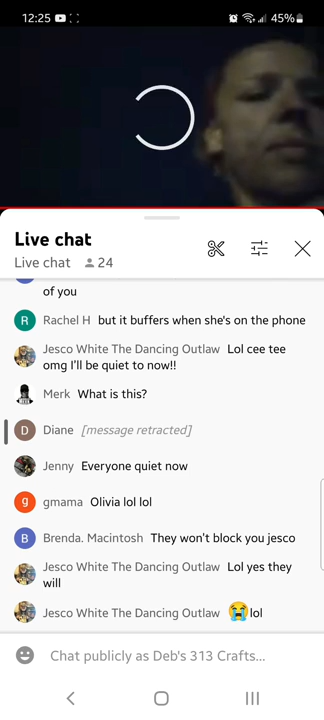 12:25 45%
Live chat
Live chat 24
of you
R Rachel H but it buffers when she's on the phone
Jesco White The Dancing Outlaw Lol cee tee
omg I'll be quiet to now!!
Merk What is this?
D Diane [message retracted]
Jenny Everyone quiet now
g gmama Olivia lol lol
B Brenda. Macintosh They won't block you jesco
Jesco White The Dancing Outlaw Lol yes they
will
Jesco White The Dancing Outlaw 😭 lol
Chat publicly as Deb's 313 Crafts...